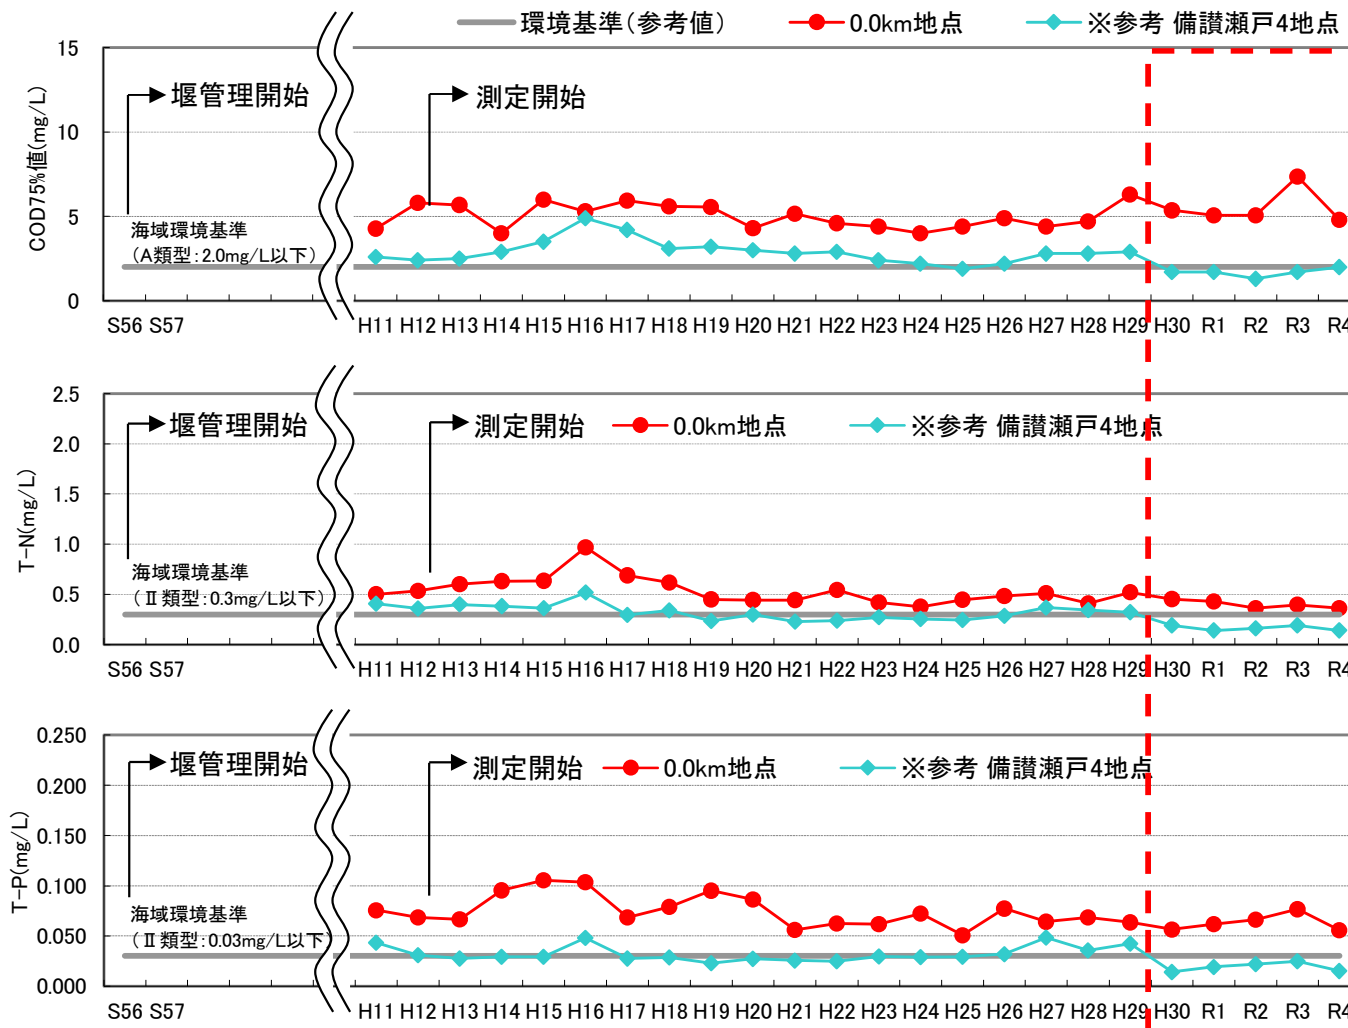 環境基準（参考値） 0.0km地点 ※参考 備讃瀬戸4地点
COD75%値(mg/L)
15
10
5
0
堰管理開始
測定開始
海域環境基準
（A類型：2.0mg/L以下）
S56 S57 H11 H12 H13 H14 H15 H16 H17 H18 H19 H20 H21 H22 H23 H24 H25 H26 H27 H28 H29 H30 R1 R2 R3 R4
T-N(mg/L)
2.5
2.0
1.5
1.0
0.5
0.0
堰管理開始
測定開始 0.0km地点 ※参考 備讃瀬戸4地点
海域環境基準
（Ⅱ類型：0.3mg/L以下）
S56 S57 H11 H12 H13 H14 H15 H16 H17 H18 H19 H20 H21 H22 H23 H24 H25 H26 H27 H28 H29 H30 R1 R2 R3 R4
T-P(mg/L)
0.250
0.200
0.150
0.100
0.050
0.000
堰管理開始
測定開始 0.0km地点 ※参考 備讃瀬戸4地点
海域環境基準
（Ⅱ類型：0.03mg/L以下）
S56 S57 H11 H12 H13 H14 H15 H16 H17 H18 H19 H20 H21 H22 H23 H24 H25 H26 H27 H28 H29 H30 R1 R2 R3 R4